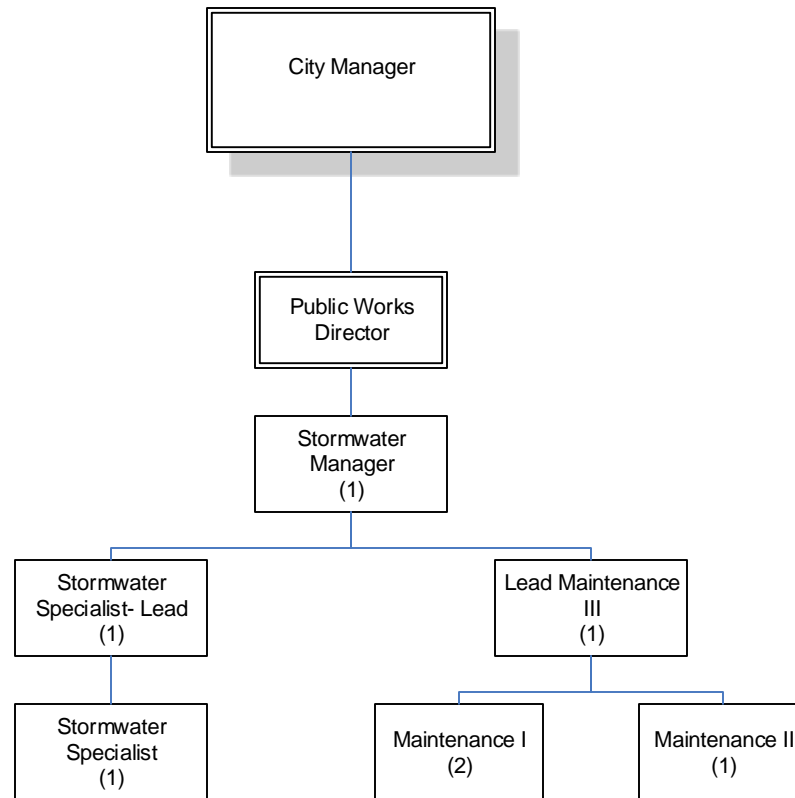 City Manager
Public Works
Director
Stormwater
Manager
(1)
Stormwater
Specialist- Lead
(1)
Lead Maintenance
III
(1)
Stormwater
Specialist
(1)
Maintenance I
(2)
Maintenance II
(1)